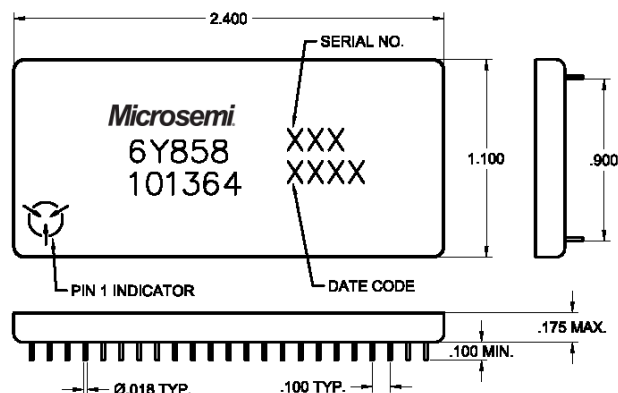 2.400
SERIAL NO.
Microsemi
XXX
6Y858
1.100
.900
XXXX
101364
PIN 1 INDICATOR
DATE CODE
.175 MAX.
.100 MIN.
Ø.018 TYP.
.100 TYP.